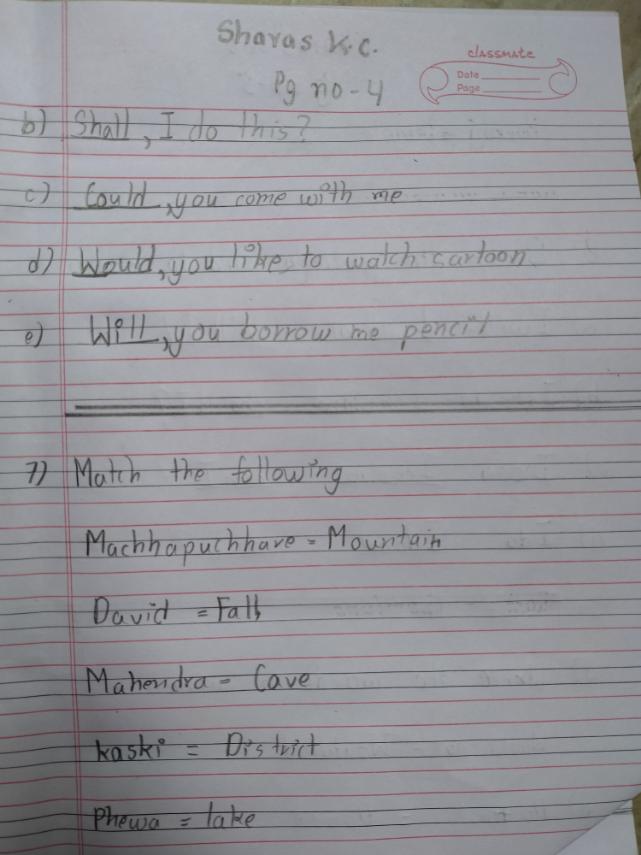 Sharas K.C.
classmate
Date
Page
Pg no-4
b) Shall, I do this?
c) Could, you come with me
d) Would, you like to watch cartoon
e) Will, you borrow me pencil
7) Match the following
Machhapuchhare = Mountain
David = Falls
Mahendra = Cave
kaski = District
Phewa = lake